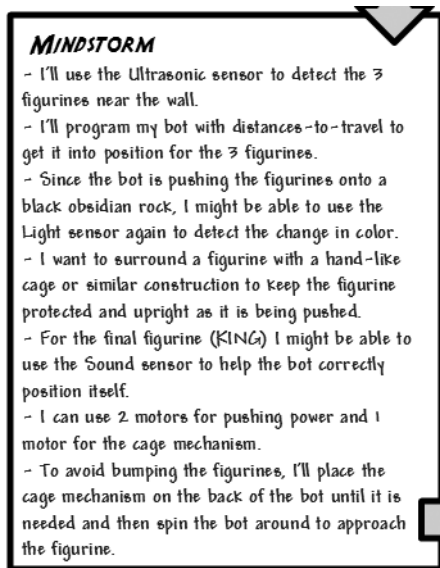 MINDSTORM
- I'll use the Ultrasonic sensor to detect the 3
figurines near the wall.
- I'll program my bot with distances-to-travel to
get it into position for the 3 figurines.
- Since the bot is pushing the figurines onto a
black obsidian rock, I might be able to use the
Light sensor again to detect the change in color.
- I want to surround a figurine with a hand-like
cage or similar construction to keep the figurine
protected and upright as it is being pushed.
- For the final figurine (KING) I might be able to
use the Sound sensor to help the bot correctly
position itself.
- I can use 2 motors for pushing power and 1
motor for the cage mechanism.
- To avoid bumping the figurines, I'll place the
cage mechanism on the back of the bot until it is
needed and then spin the bot around to approach
the figurine.